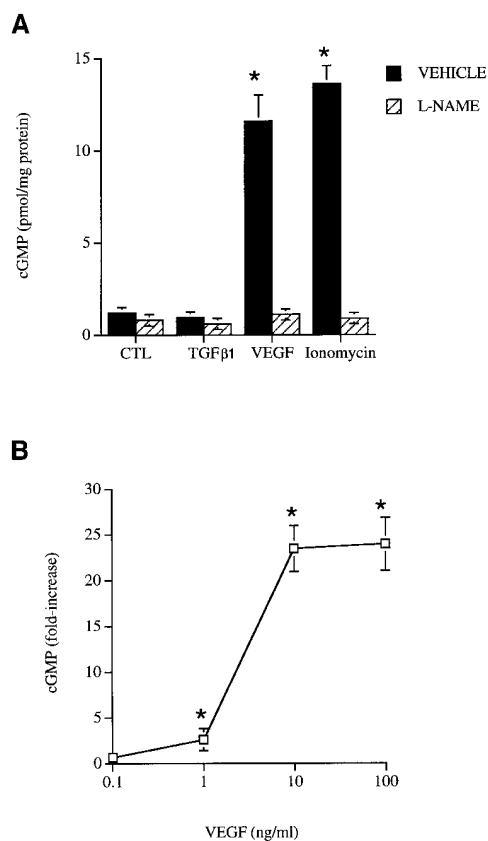 A
15
*
*
VEHICLE
L-NAME
10
cGMP (pmol/mg protein)
5
0
CTL TGFβ1 VEGF Ionomycin
B
30
*
*
25
20
cGMP (fold-increase)
15
10
5
*
0
0.1 1 10 100
VEGF (ng/ml)